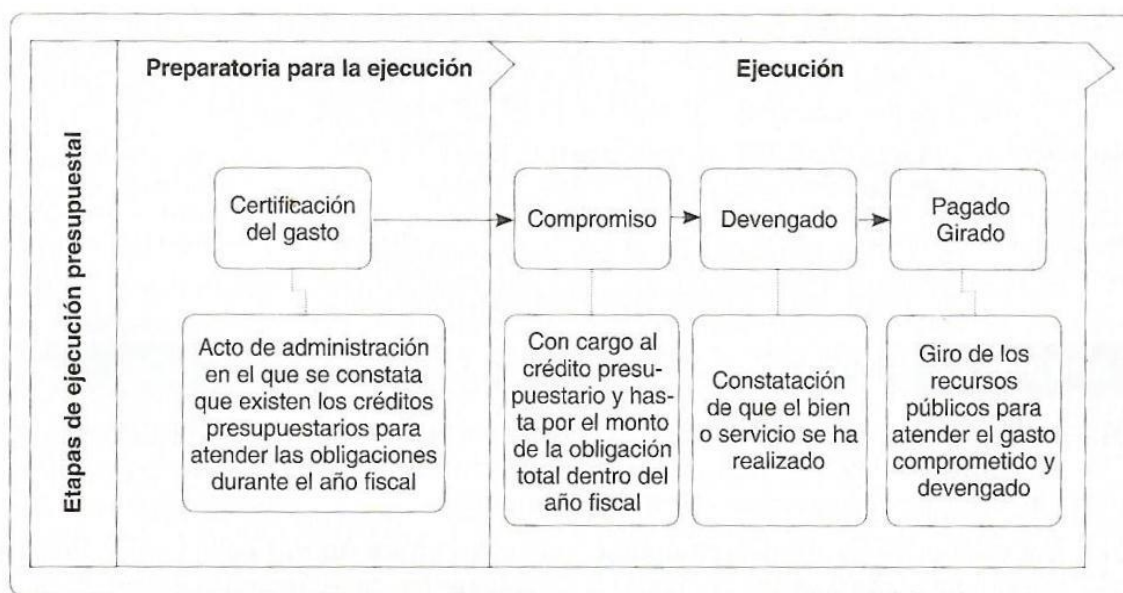 Etapas de ejecución presupuestal
Preparatoria para la ejecución
Ejecución
Certificación
del gasto
Compromiso
Devengado
Pagado
Girado
Acto de administración
en el que se constata
que existen los créditos
presupuestarios para
atender las obligaciones
durante el año fiscal
Con cargo al
crédito presu-
puestario y has-
ta por el monto
de la obligación
total dentro del
año fiscal
Constatación
de que el bien
o servicio se ha
realizado
Giro de los
recursos
públicos para
atender el gasto
comprometido y
devengado